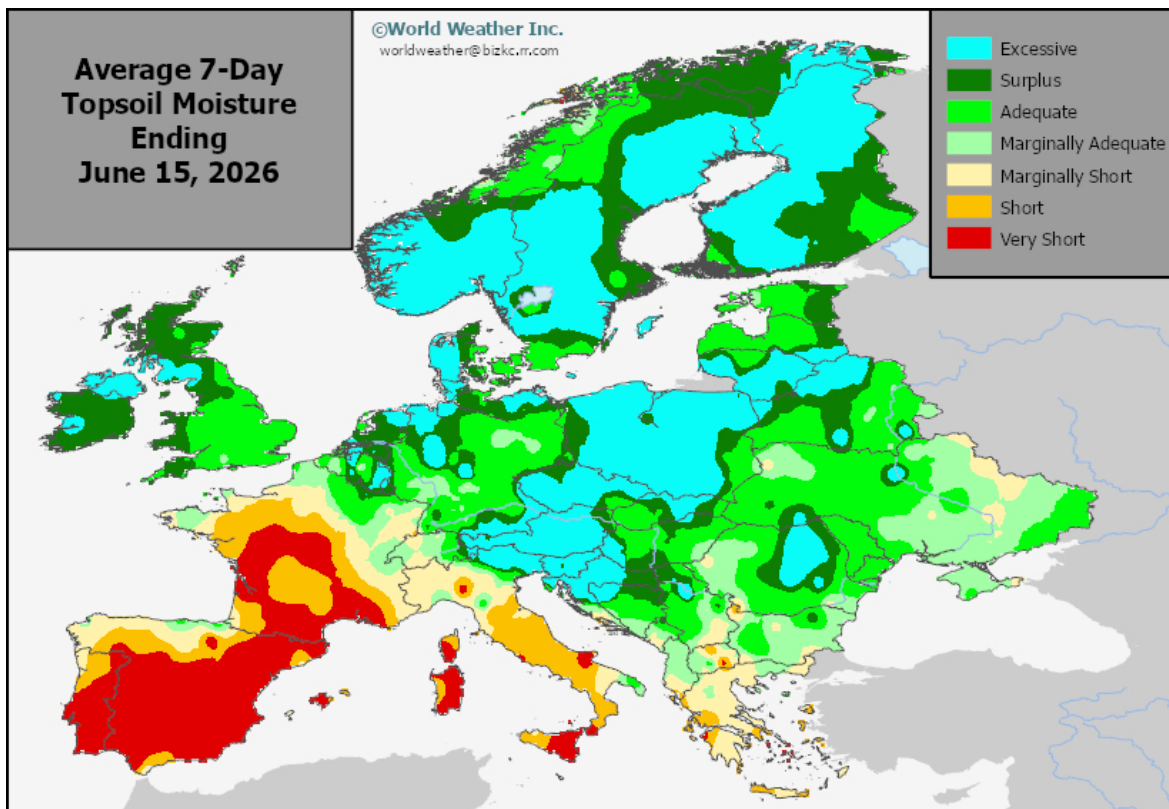 Average 7-Day
Topsoil Moisture
Ending
June 15, 2026
©World Weather Inc.
worldweather@bizkc.rr.com
Excessive
Surplus
Adequate
Marginally Adequate
Marginally Short
Short
Very Short